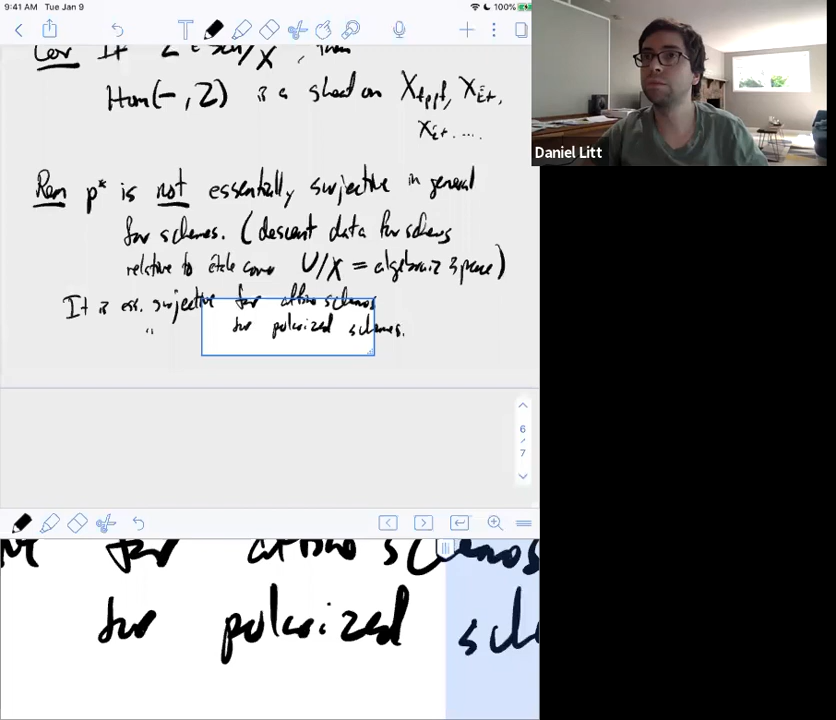 9:41 AM Tue Jan 9
100%
Cor If Z ∈ Sch/X, then
Hom(-, Z) is a sheaf on X_fppf, X_Ét,
X_ét, ....
Rem p* is not essentially surjective in general
for schemes. (descent data for schemes
relative to étale cover U/X = algebraic space)
It is ess. surjective for affine schemes
" for polarized schemes.
6
/
7
for affine schemes
for polarized sche
Daniel Litt